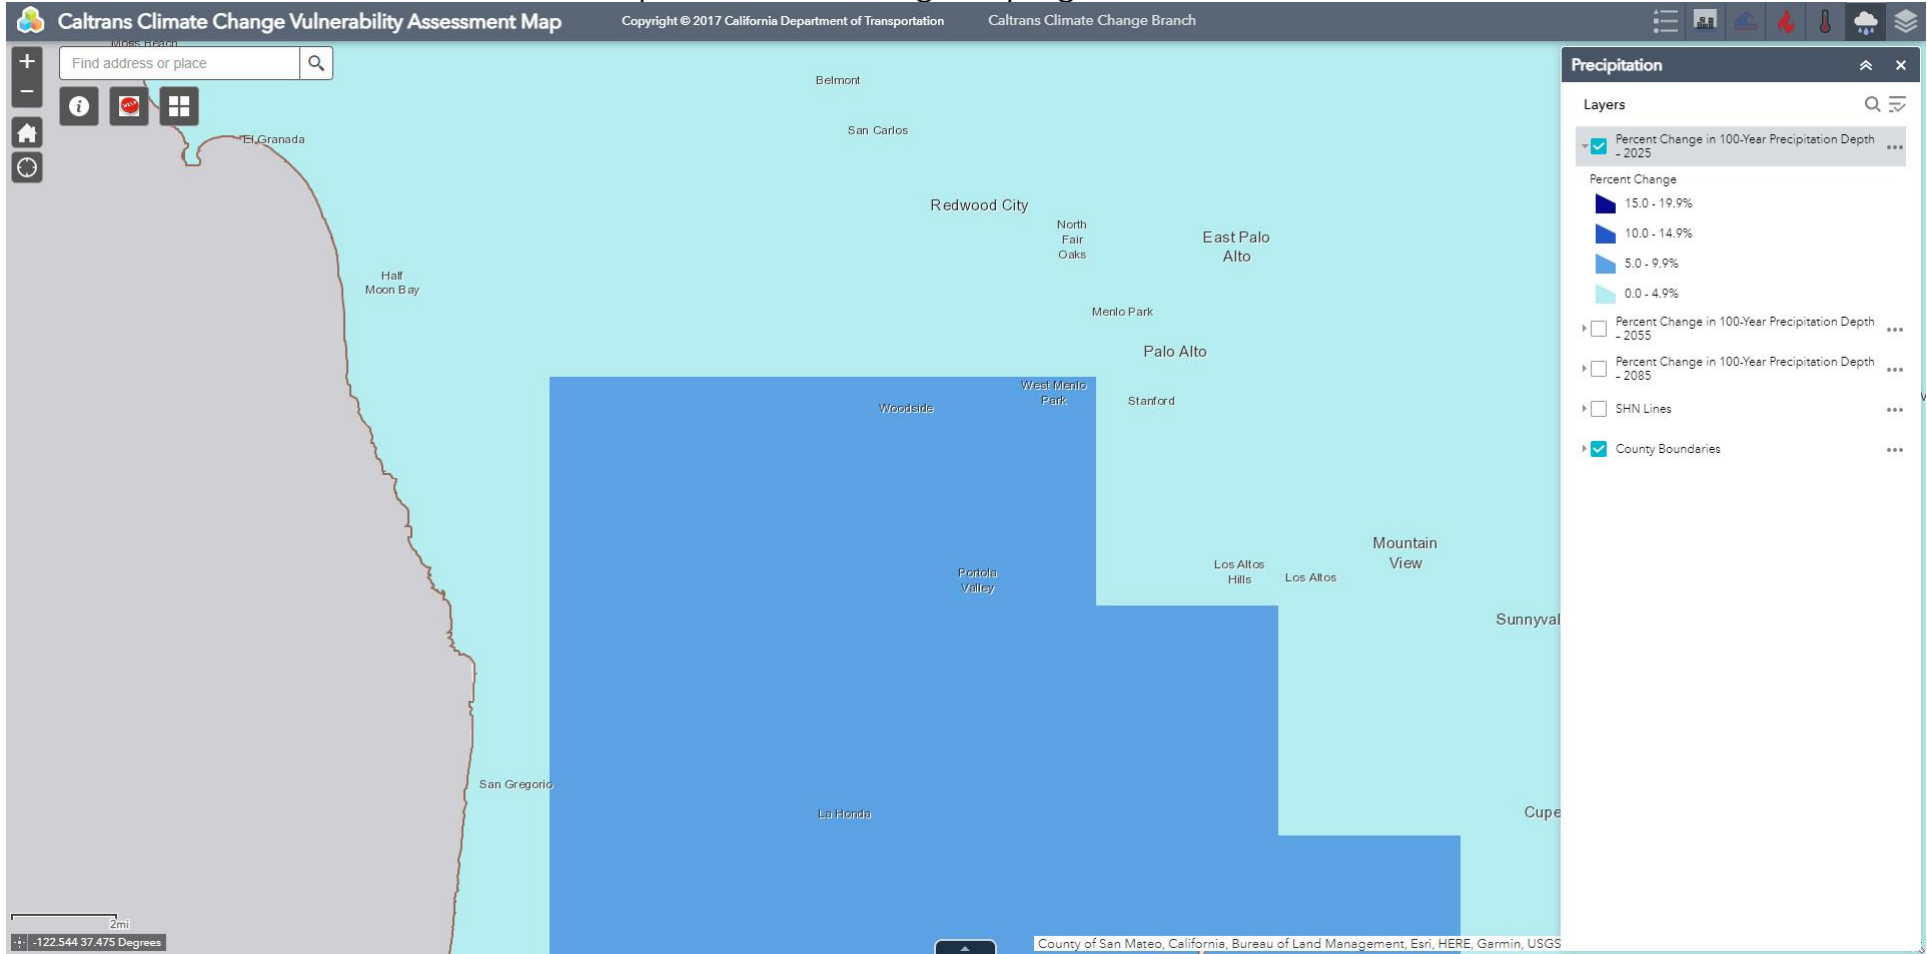 Caltrans Climate Change Vulnerability Assessment Map
Copyright © 2017 California Department of Transportation
Caltrans Climate Change Branch
Moss Beach
+
Find address or place
−
HELP
Belmont
San Carlos
El Granada
Redwood City
North
Fair
Oaks
East Palo
Alto
Half
Moon Bay
Menlo Park
Palo Alto
West Menlo
Park
Woodside
Stanford
Mountain
View
Los Altos
Hills
Los Altos
Portola
Valley
Sunnyval
San Gregorio
La Honda
Cupe
Precipitation
Layers
Percent Change in 100-Year Precipitation Depth
- 2025
Percent Change
15.0 - 19.9%
10.0 - 14.9%
5.0 - 9.9%
0.0 - 4.9%
Percent Change in 100-Year Precipitation Depth
- 2055
Percent Change in 100-Year Precipitation Depth
- 2085
SHN Lines
County Boundaries
2mi
-122.544 37.475 Degrees
County of San Mateo, California, Bureau of Land Management, Esri, HERE, Garmin, USGS